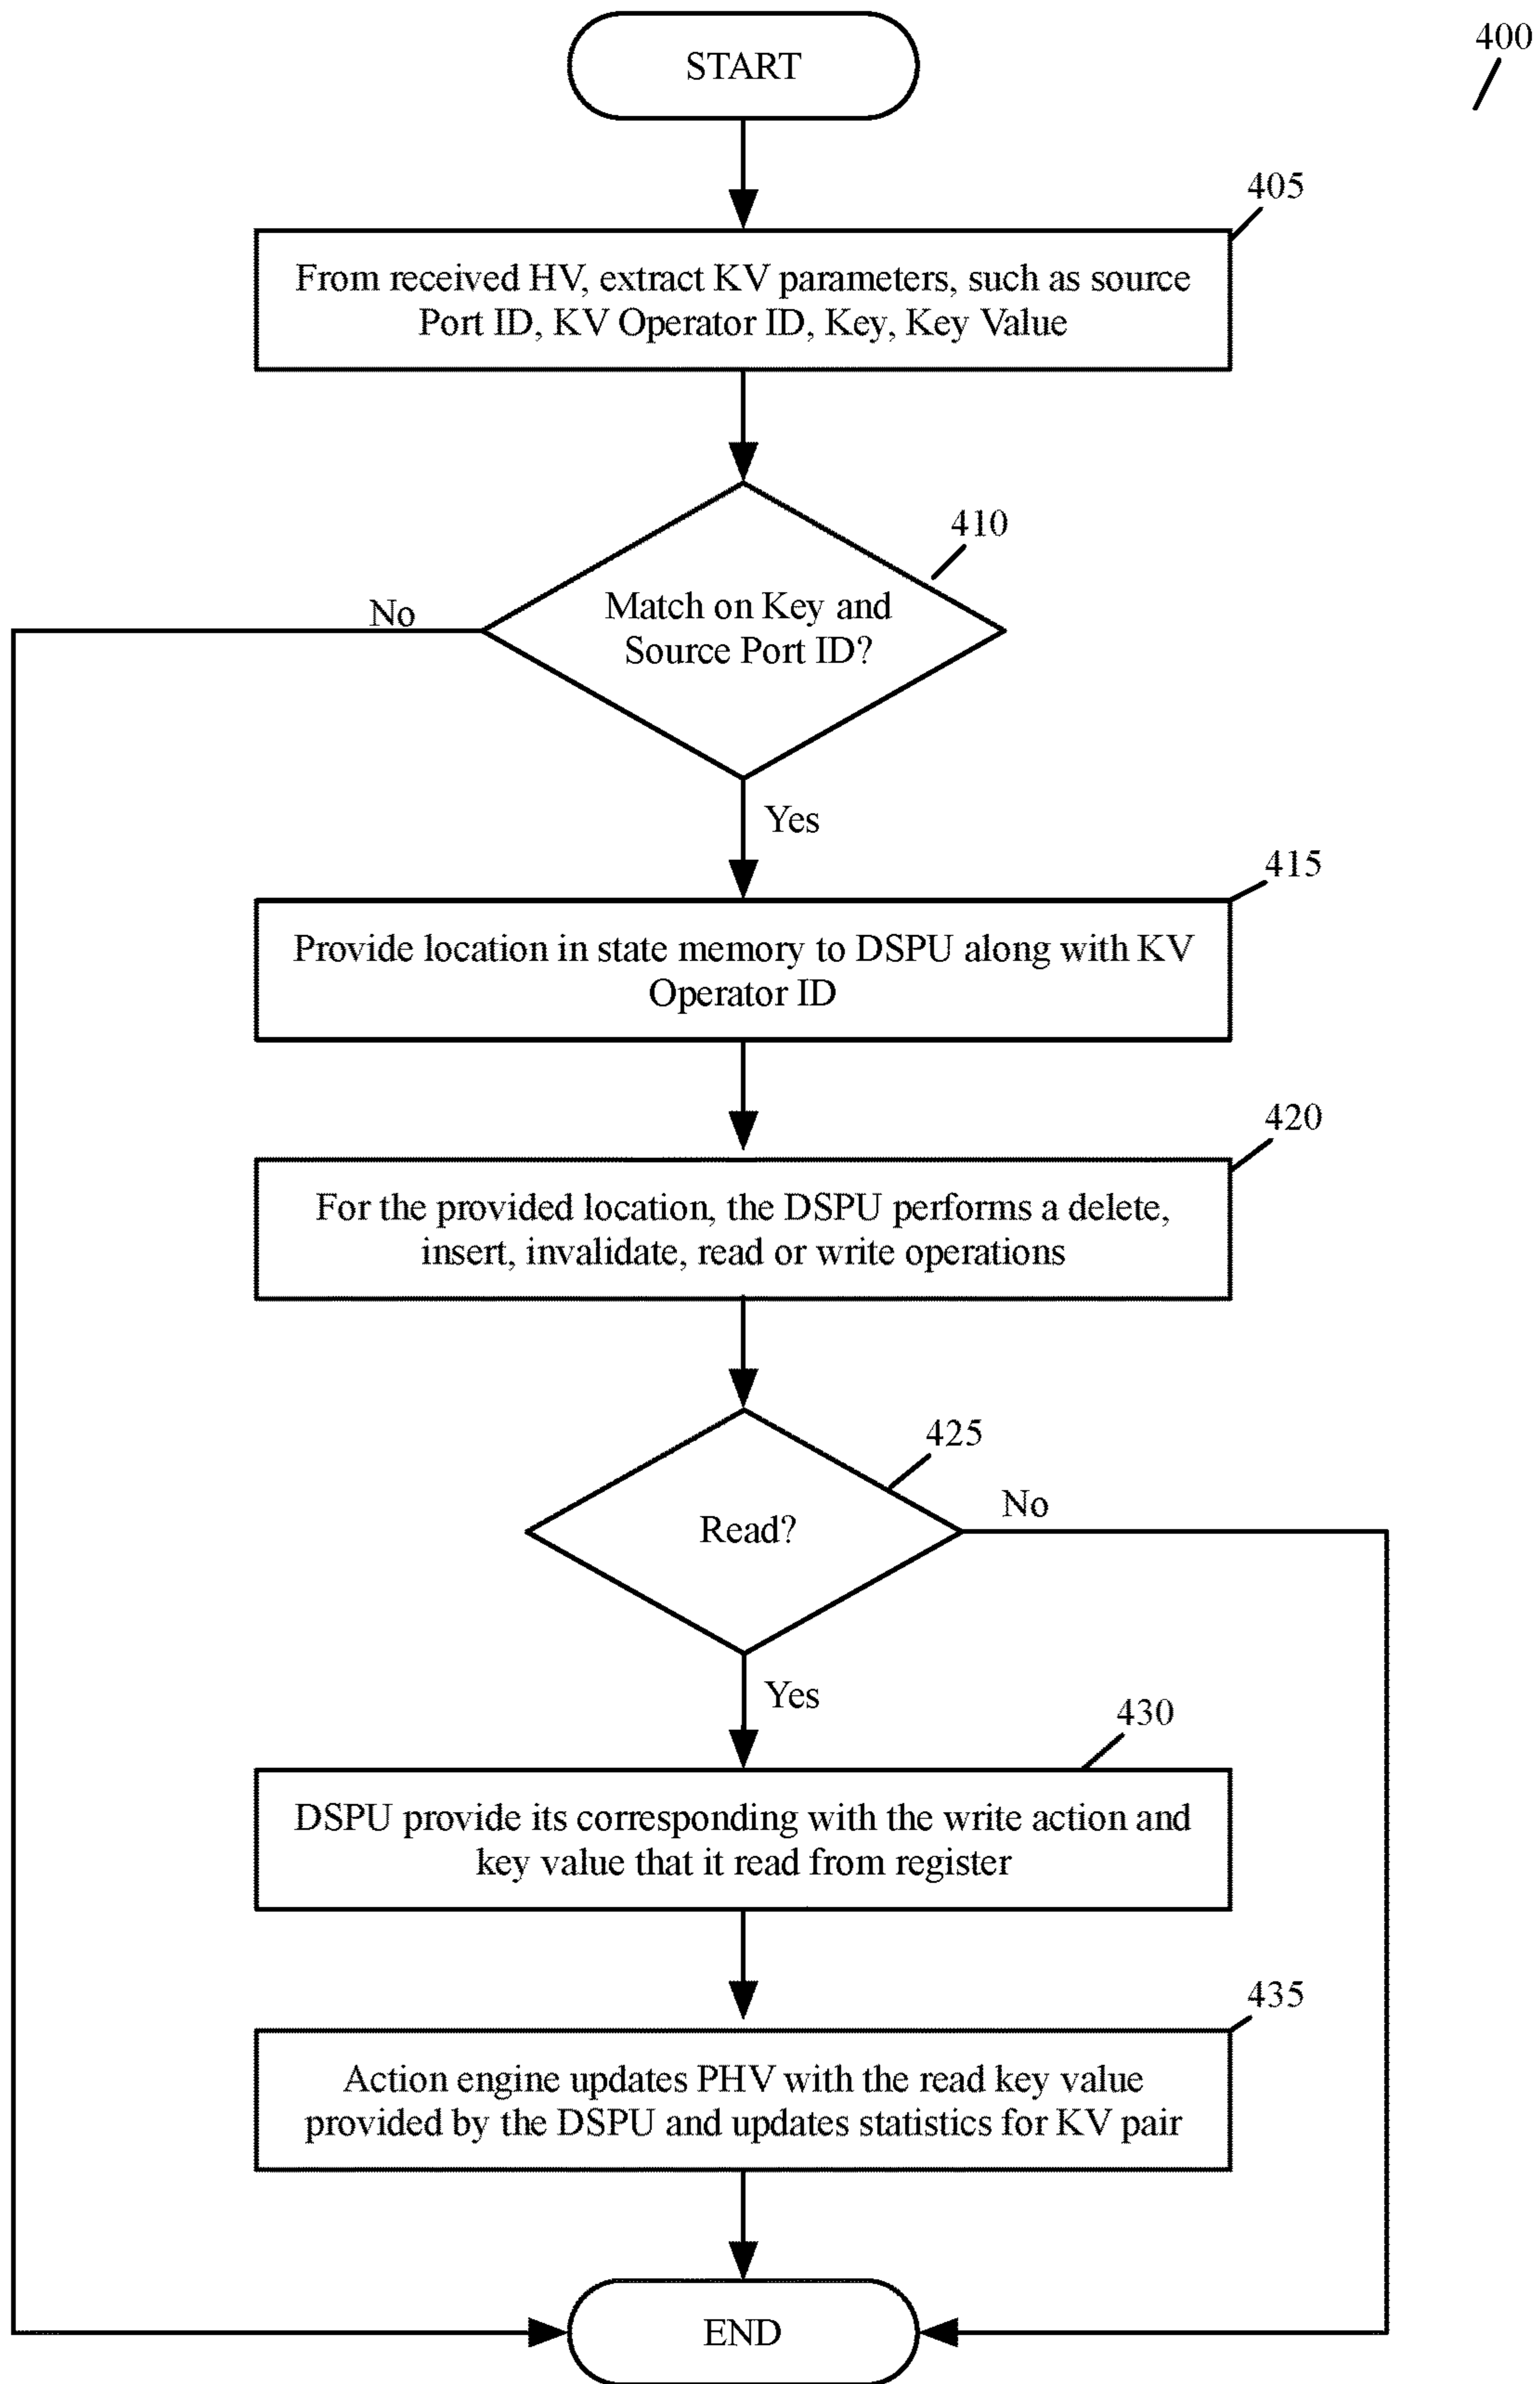 START
400
405
From received HV, extract KV parameters, such as source
Port ID, KV Operator ID, Key, Key Value
410
No
Match on Key and
Source Port ID?
Yes
415
Provide location in state memory to DSPU along with KV
Operator ID
420
For the provided location, the DSPU performs a delete,
insert, invalidate, read or write operations
425
No
Read?
Yes
430
DSPU provide its corresponding with the write action and
key value that it read from register
435
Action engine updates PHV with the read key value
provided by the DSPU and updates statistics for KV pair
END